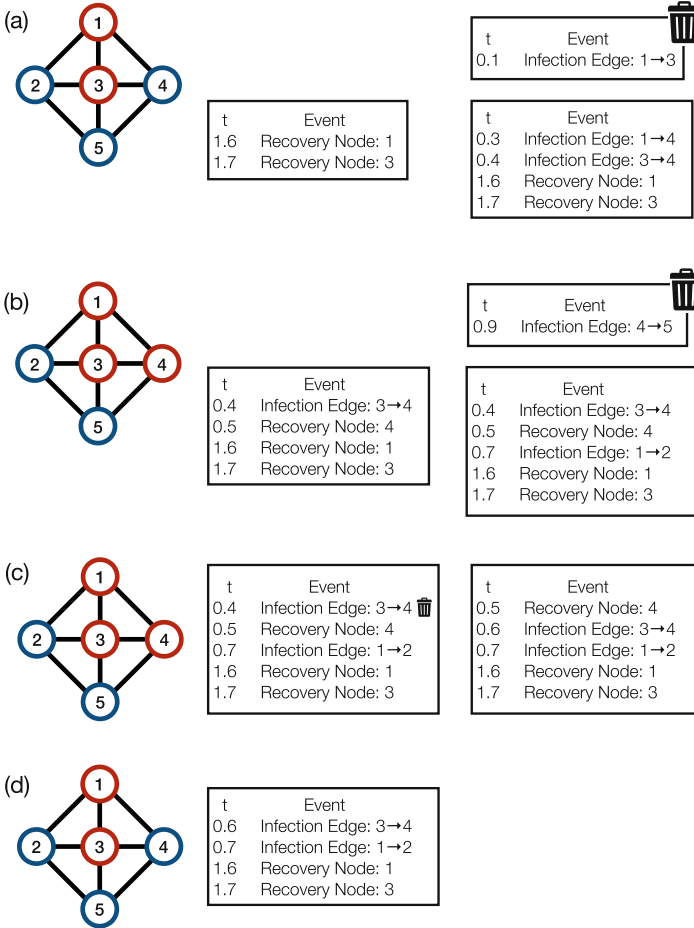 (a)
1
2 3 4
5
t Event
1.6 Recovery Node: 1
1.7 Recovery Node: 3
t Event
0.1 Infection Edge: 1→3
t Event
0.3 Infection Edge: 1→4
0.4 Infection Edge: 3→4
1.6 Recovery Node: 1
1.7 Recovery Node: 3
(b)
1
2 3 4
5
t Event
0.4 Infection Edge: 3→4
0.5 Recovery Node: 4
1.6 Recovery Node: 1
1.7 Recovery Node: 3
t Event
0.9 Infection Edge: 4→5
t Event
0.4 Infection Edge: 3→4
0.5 Recovery Node: 4
0.7 Infection Edge: 1→2
1.6 Recovery Node: 1
1.7 Recovery Node: 3
(c)
1
2 3 4
5
t Event
0.4 Infection Edge: 3→4
0.5 Recovery Node: 4
0.7 Infection Edge: 1→2
1.6 Recovery Node: 1
1.7 Recovery Node: 3
t Event
0.5 Recovery Node: 4
0.6 Infection Edge: 3→4
0.7 Infection Edge: 1→2
1.6 Recovery Node: 1
1.7 Recovery Node: 3
(d)
1
2 3 4
5
t Event
0.6 Infection Edge: 3→4
0.7 Infection Edge: 1→2
1.6 Recovery Node: 1
1.7 Recovery Node: 3